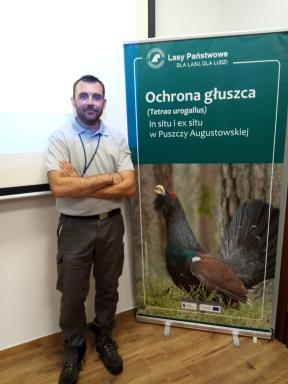 Lasy Państwowe
DLA LASU, DLA LUDZI
Ochrona głuszca
(Tetrao urogallus)
in situ i ex situ
w Puszczy Augustowskiej